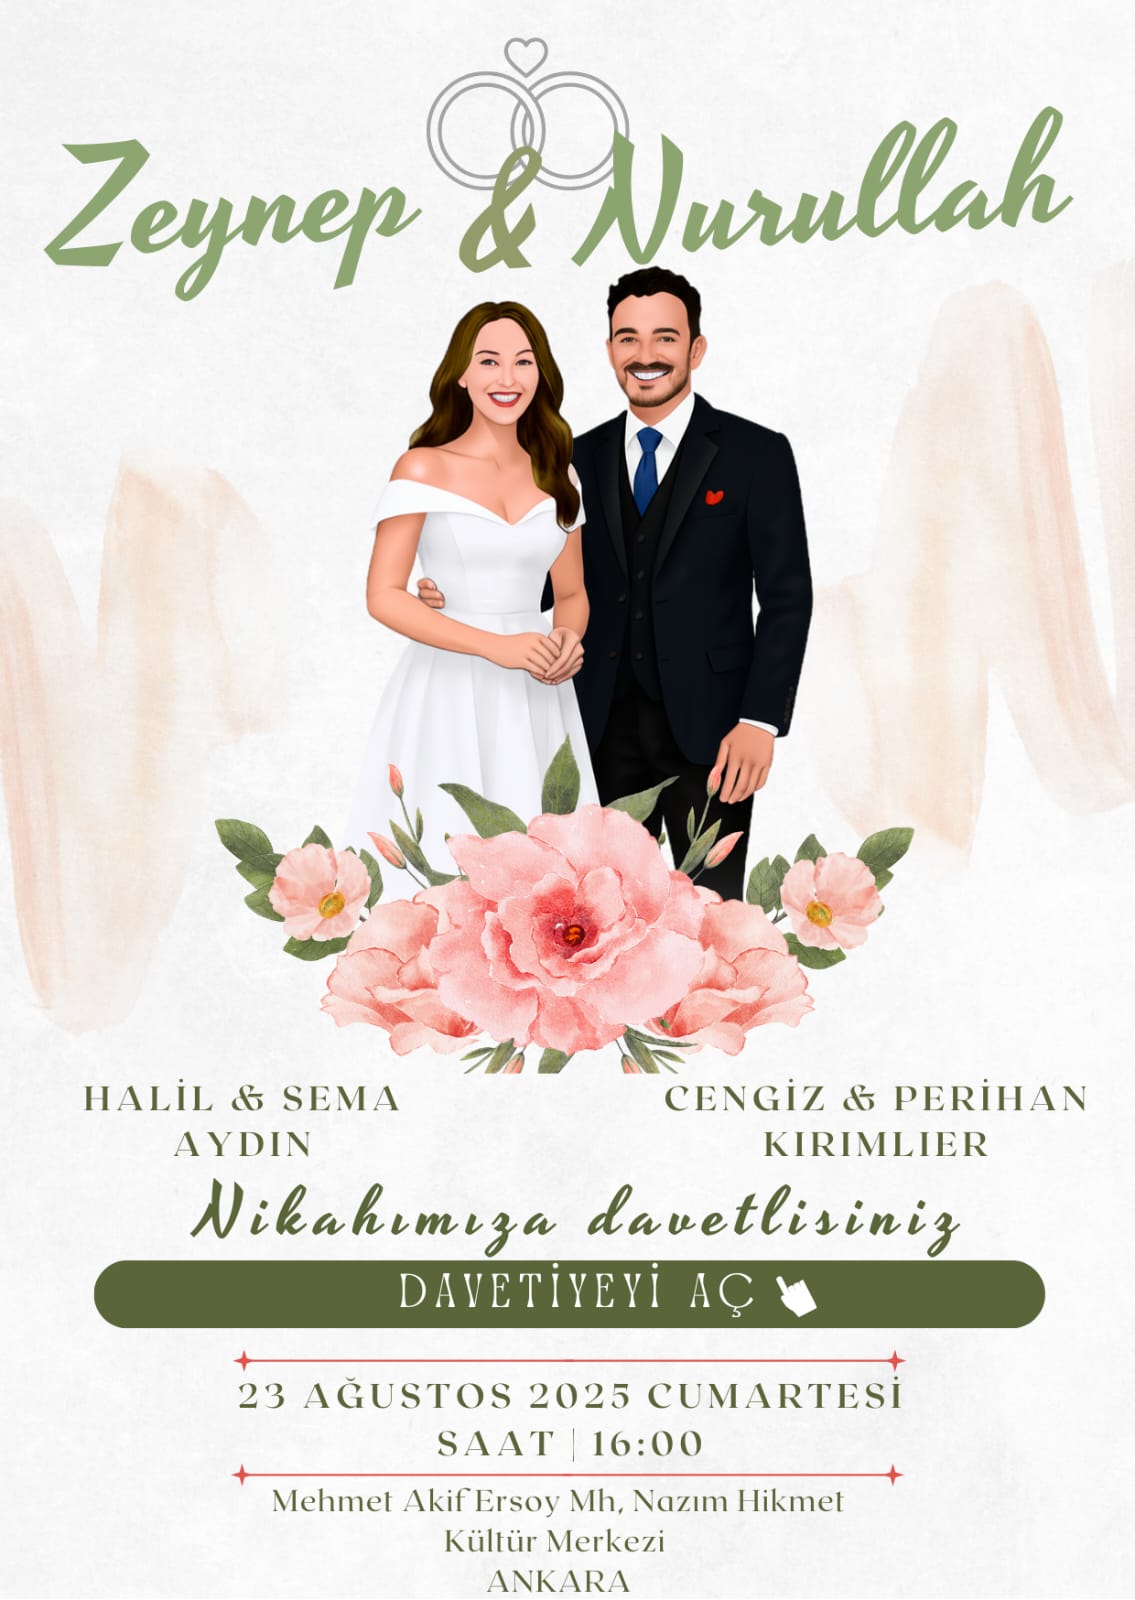 Zeynep & Nurullah
HALİL & SEMA
AYDIN
CENGİZ & PERİHAN
KIRIMLIER
Nikahımıza davetlisiniz
DAVETİYEYİ AÇ
23 AĞUSTOS 2025 CUMARTESİ
SAAT | 16:00
Mehmet Akif Ersoy Mh, Nazım Hikmet
Kültür Merkezi
ANKARA